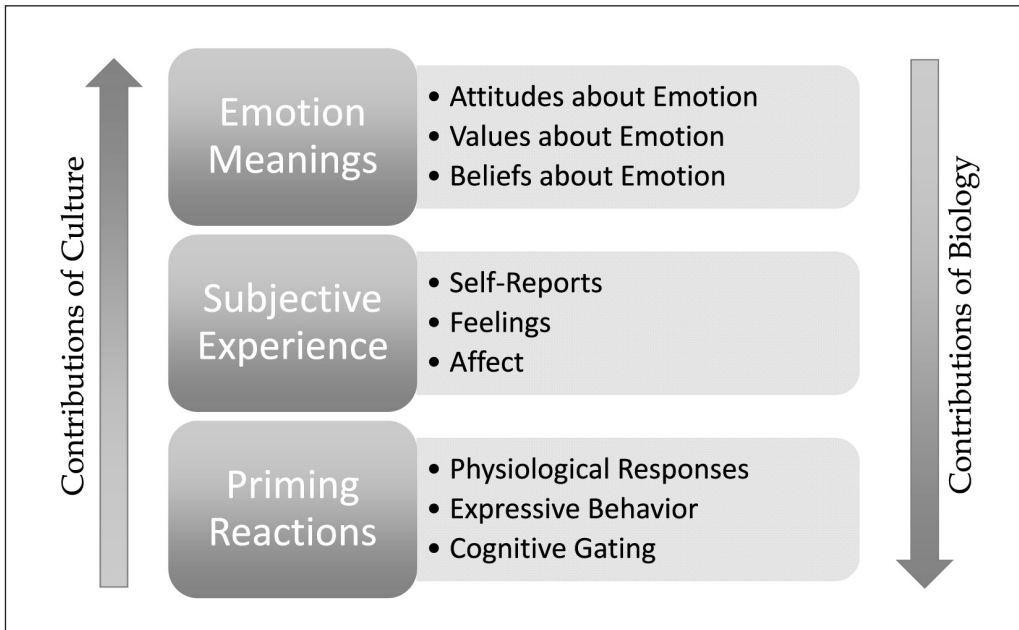 Contributions of Culture
Emotion
Meanings
• Attitudes about Emotion
• Values about Emotion
• Beliefs about Emotion
Subjective
Experience
• Self-Reports
• Feelings
• Affect
Priming
Reactions
• Physiological Responses
• Expressive Behavior
• Cognitive Gating
Contributions of Biology